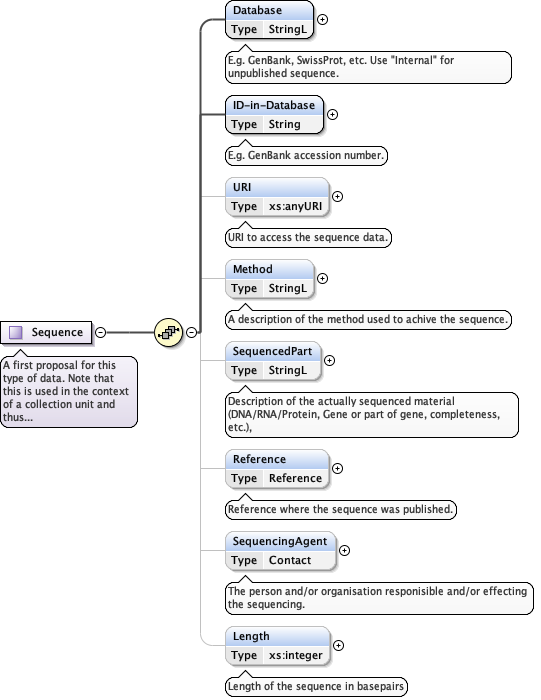 Database
Type StringL
E.g. GenBank, SwissProt, etc. Use "Internal" for
unpublished sequence.
ID-in-Database
Type String
E.g. GenBank accession number.
URI
Type xs:anyURI
URI to access the sequence data.
Method
Type StringL
A description of the method used to achive the sequence.
Sequence
A first proposal for this
type of data. Note that
this is used in the context
of a collection unit and
thus...
SequencedPart
Type StringL
Description of the actually sequenced material
(DNA/RNA/Protein, Gene or part of gene, completeness,
etc.),
Reference
Type Reference
Reference where the sequence was published.
SequencingAgent
Type Contact
The person and/or organisation responisible and/or effecting
the sequencing.
Length
Type xs:integer
Length of the sequence in basepairs